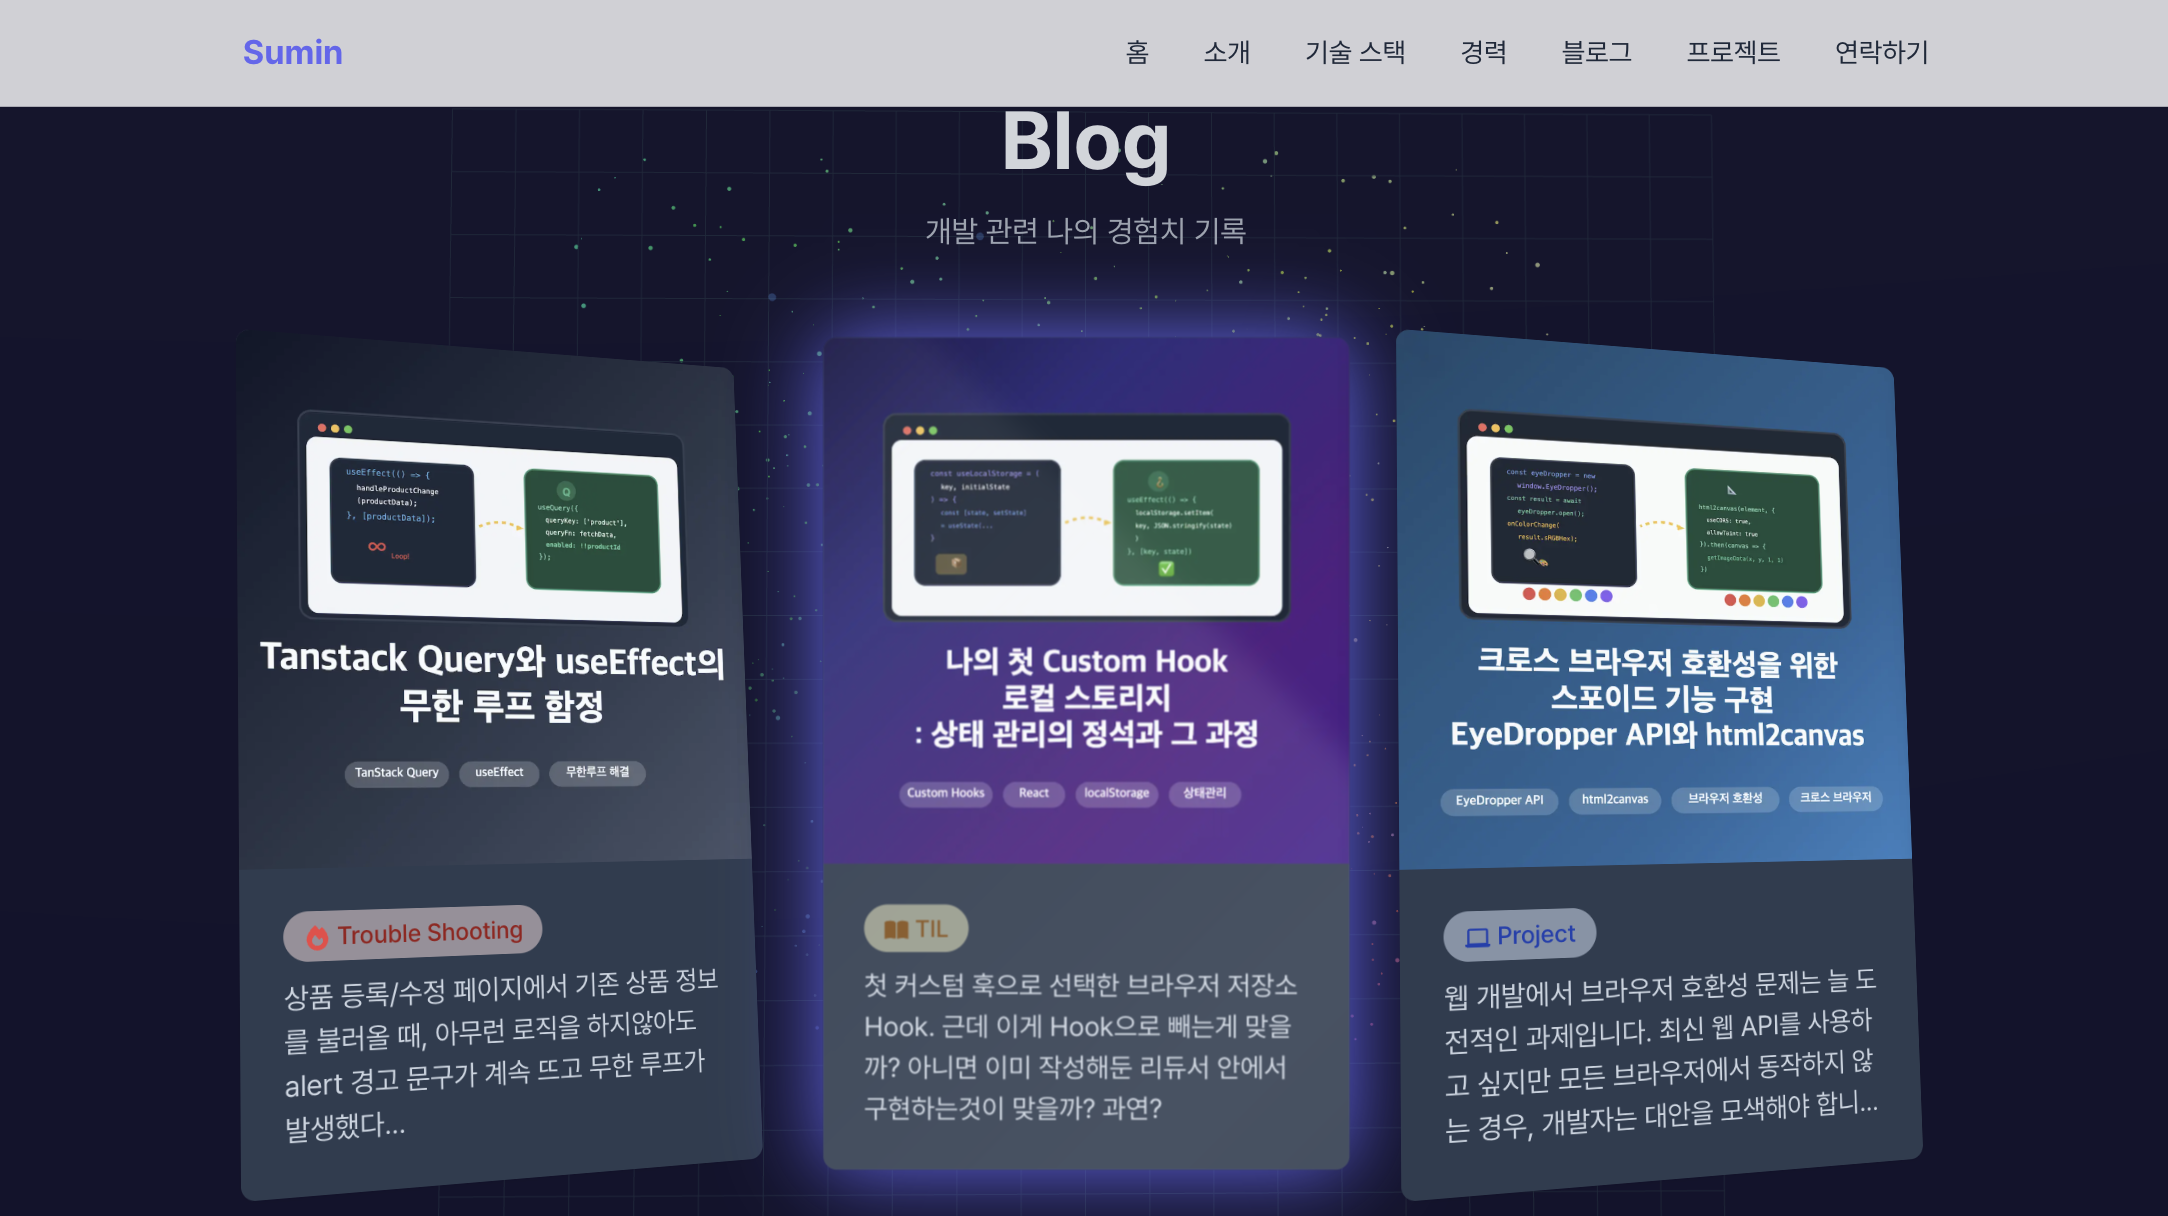 Sumin
홈 소개 기술 스택 경력 블로그 프로젝트 연락하기
Blog
개발 관련 나의 경험치 기록
useEffect(() => {
handleProductChange
(productData);
}, [productData]);
Loop!
Q
useQuery({
queryKey: ['product'],
queryFn: fetchData,
enabled: !!productId
});
Tanstack Query와 useEffect의
무한 루프 함정
TanStack Query
useEffect
무한루프 해결
Trouble Shooting
상품 등록/수정 페이지에서 기존 상품 정보
를 불러올 때, 아무런 로직을 하지않아도
alert 경고 문구가 계속 뜨고 무한 루프가
발생했다...
const useLocalStorage = (
key, initialState
) => {
const [state, setState]
= useState(...
}
useEffect(() => {
localStorage.setItem(
key, JSON.stringify(state)
)
}, [key, state])
나의 첫 Custom Hook
로컬 스토리지
: 상태 관리의 정석과 그 과정
Custom Hooks
React
localStorage
상태관리
TIL
첫 커스텀 훅으로 선택한 브라우저 저장소
Hook. 근데 이게 Hook으로 빼는게 맞을
까? 아니면 이미 작성해둔 리듀서 안에서
구현하는것이 맞을까? 과연?
const eyeDropper = new
window.EyeDropper();
const result = await
eyeDropper.open();
onColorChange(
result.sRGBHex);
html2canvas(element, {
useCORS: true,
allowTaint: true
}).then(canvas => {
getImageData(x, y, 1, 1)
})
크로스 브라우저 호환성을 위한
스포이드 기능 구현
EyeDropper API와 html2canvas
EyeDropper API
html2canvas
브라우저 호환성
크로스 브라우저
Project
웹 개발에서 브라우저 호환성 문제는 늘 도
전적인 과제입니다. 최신 웹 API를 사용하
고 싶지만 모든 브라우저에서 동작하지 않
는 경우, 개발자는 대안을 모색해야 합니...